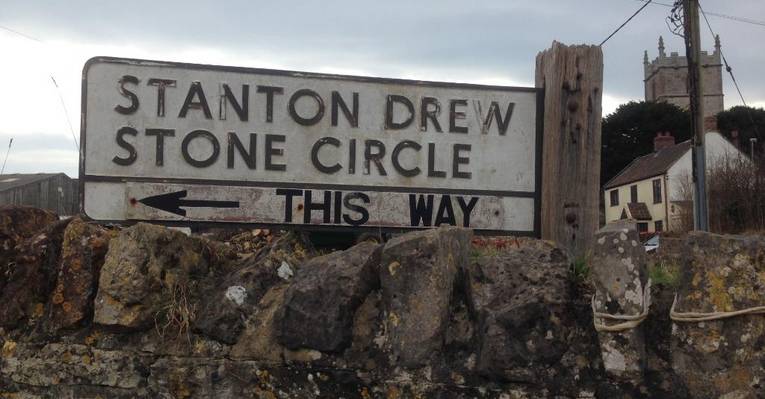 STANTON DREW
STONE CIRCLE
THIS WAY